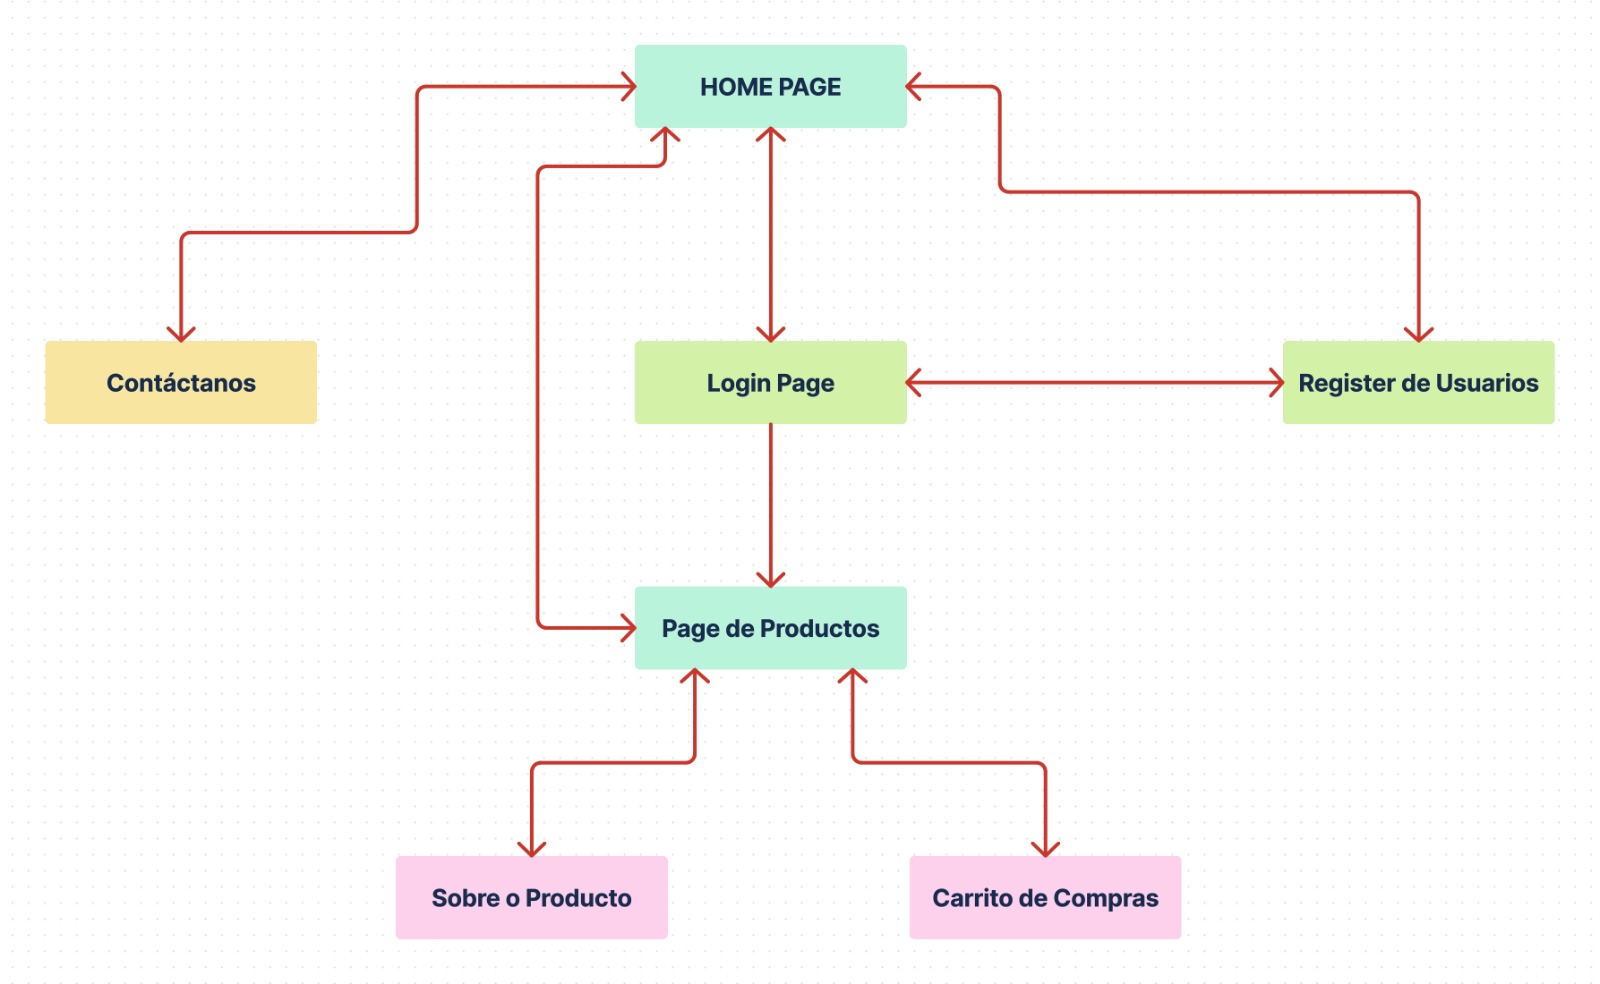 HOME PAGE
Contáctanos
Login Page
Register de Usuarios
Page de Productos
Sobre o Producto
Carrito de Compras